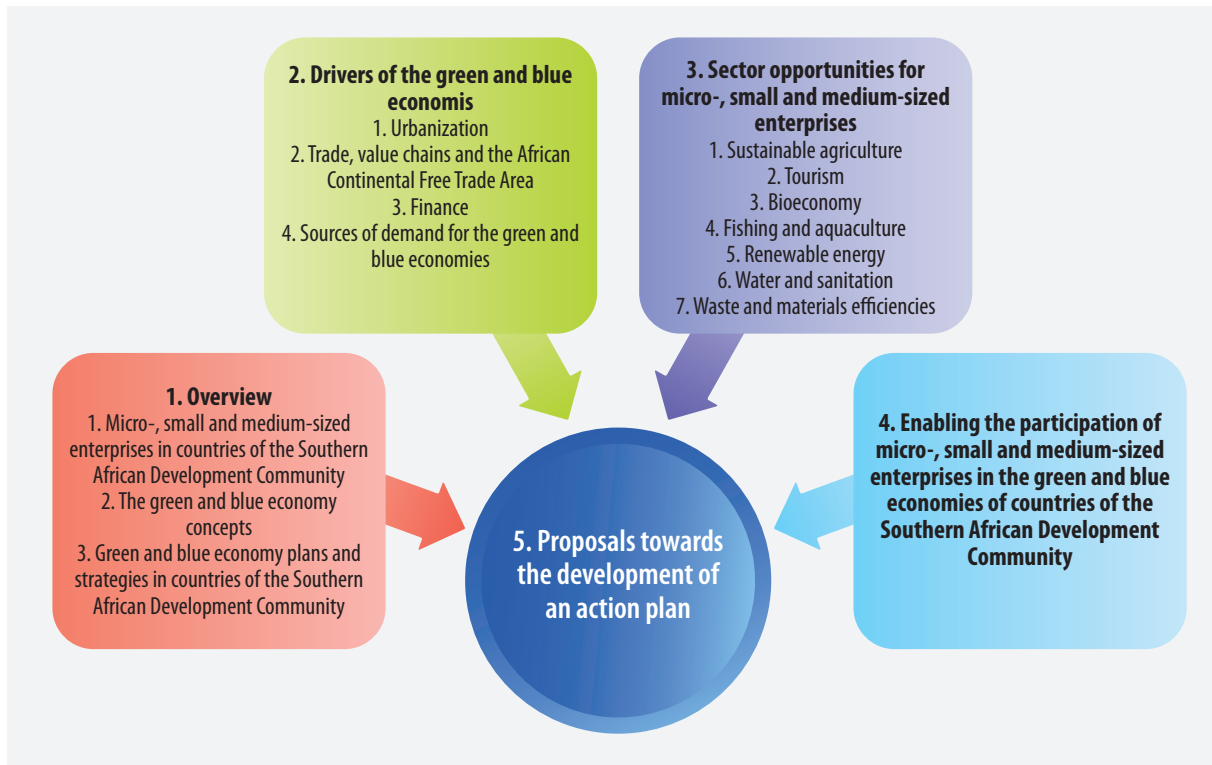 1. Overview
1. Micro-, small and medium-sized
enterprises in countries of the Southern
African Development Community
2. The green and blue economy
concepts
3. Green and blue economy plans and
strategies in countries of the Southern
African Development Community
2. Drivers of the green and blue
economis
1. Urbanization
2. Trade, value chains and the African
Continental Free Trade Area
3. Finance
4. Sources of demand for the green and
blue economies
3. Sector opportunities for
micro-, small and medium-sized
enterprises
1. Sustainable agriculture
2. Tourism
3. Bioeconomy
4. Fishing and aquaculture
5. Renewable energy
6. Water and sanitation
7. Waste and materials efficiencies
4. Enabling the participation of
micro-, small and medium-sized
enterprises in the green and blue
economies of countries of the
Southern African Development
Community
5. Proposals towards
the development of
an action plan